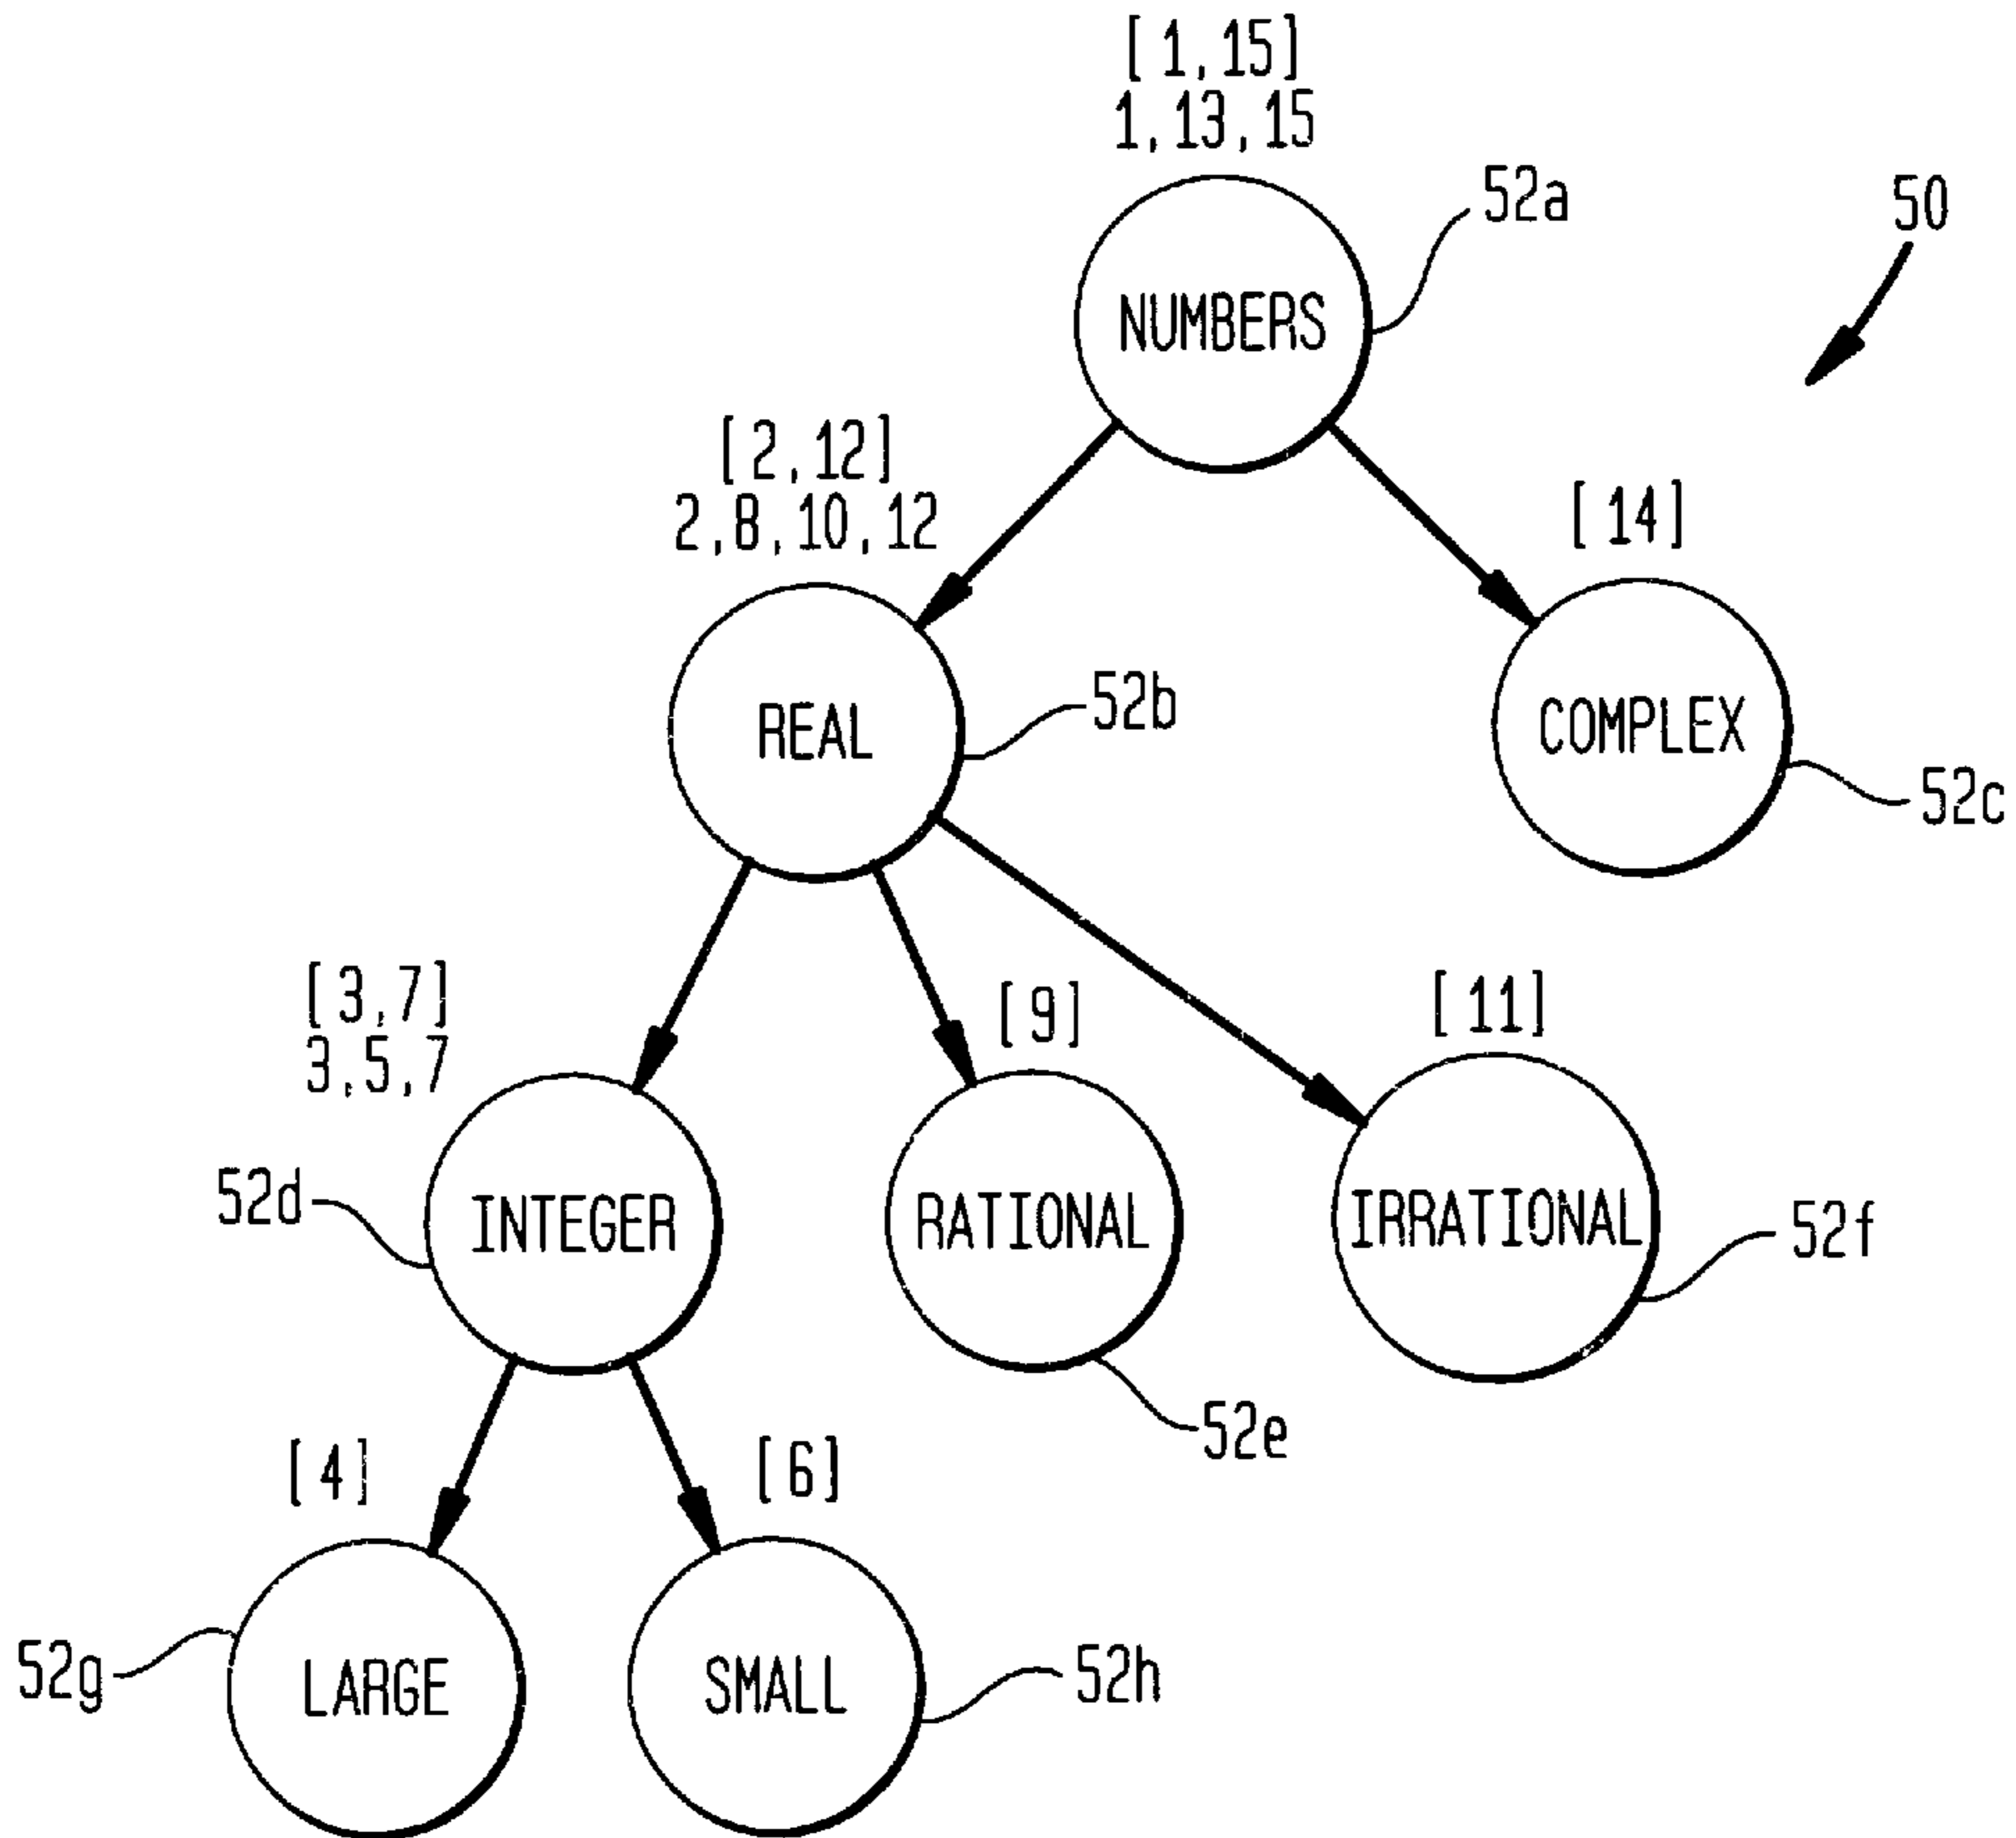 [1,15]
1,13,15
52a
50
NUMBERS
[2,12]
2,8,10,12
[14]
REAL
52b
COMPLEX
52c
[3,7]
3,5,7
[9]
[11]
52d
INTEGER
RATIONAL
IRRATIONAL
52f
52e
[4]
[6]
52g
LARGE
SMALL
52h